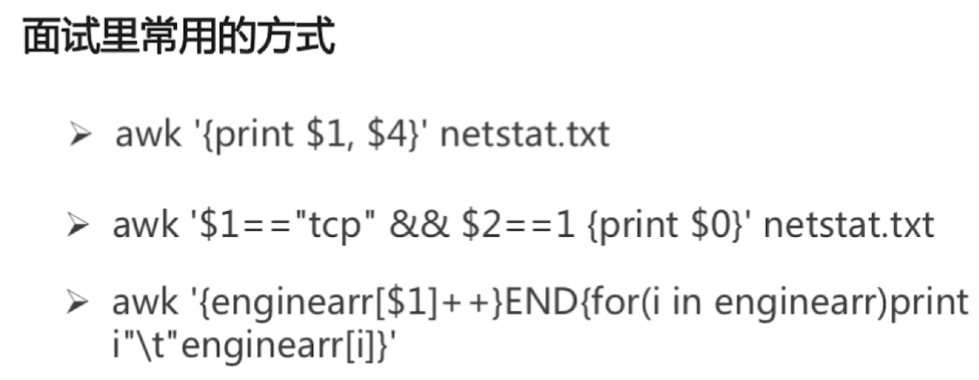 面试里常用的方式
➢ awk '{print $1, $4}' netstat.txt
➢ awk '$1=="tcp" && $2==1 {print $0}' netstat.txt
➢ awk '{enginearr[$1]++}END{for(i in enginearr)print
i"\t"enginearr[i]}'